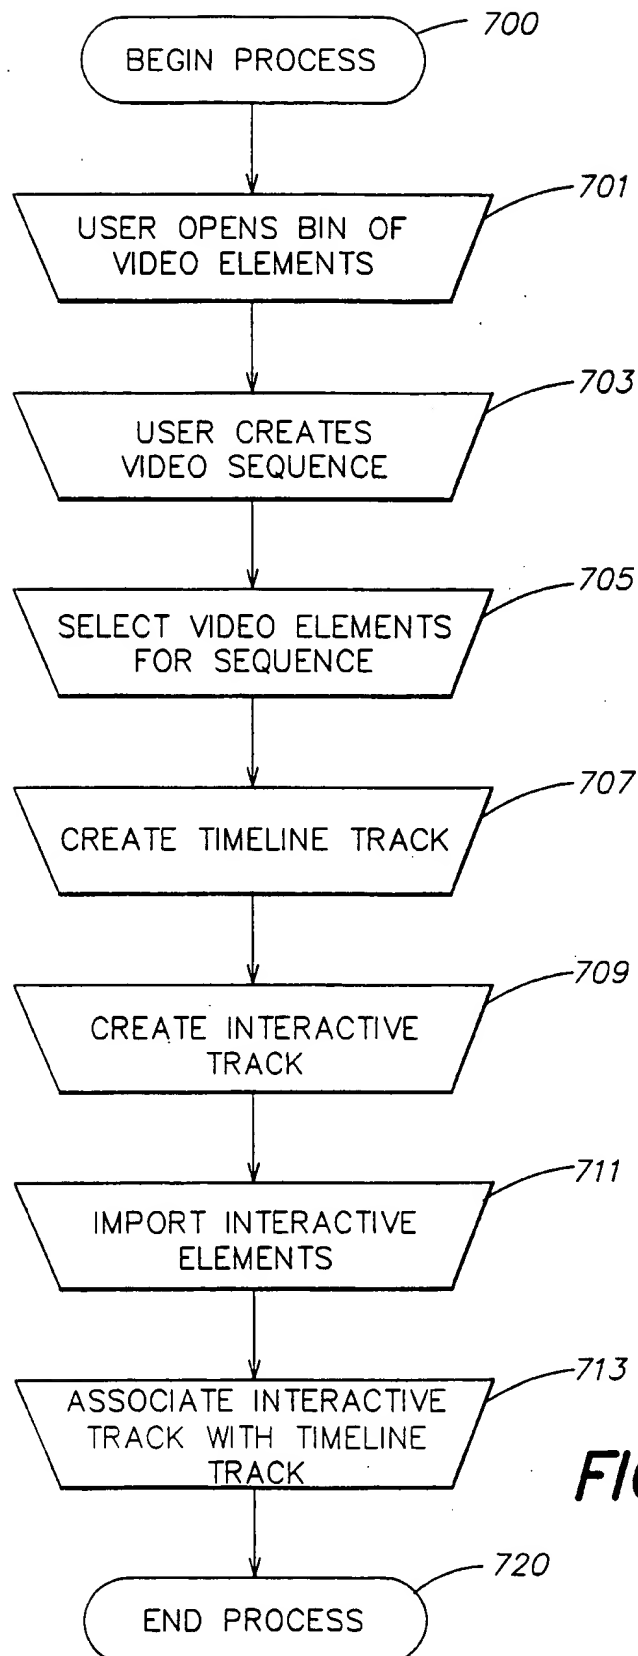 BEGIN PROCESS
700
USER OPENS BIN OF
VIDEO ELEMENTS
701
USER CREATES
VIDEO SEQUENCE
703
SELECT VIDEO ELEMENTS
FOR SEQUENCE
705
CREATE TIMELINE TRACK
707
CREATE INTERACTIVE
TRACK
709
IMPORT INTERACTIVE
ELEMENTS
711
ASSOCIATE INTERACTIVE
TRACK WITH TIMELINE
TRACK
713
END PROCESS
720